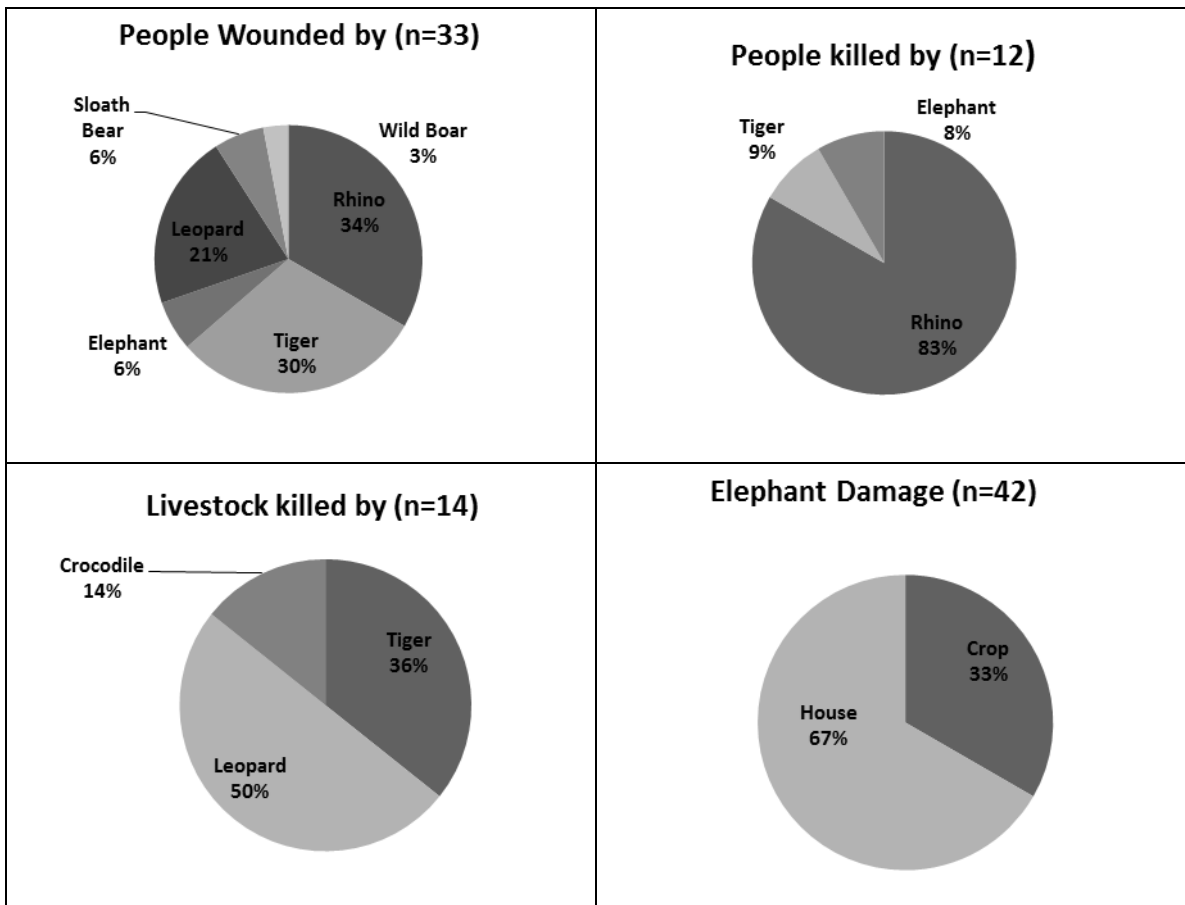 People Wounded by (n=33)
Sloath
Bear
6%
Wild Boar
3%
Rhino
34%
Leopard
21%
Elephant
6%
Tiger
30%
People killed by (n=12)
Elephant
8%
Tiger
9%
Rhino
83%
Livestock killed by (n=14)
Crocodile
14%
Tiger
36%
Leopard
50%
Elephant Damage (n=42)
Crop
33%
House
67%